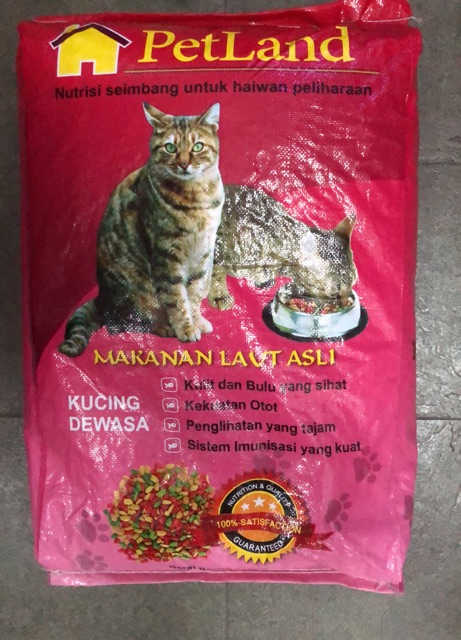 PetLand
Nutrisi seimbang untuk haiwan peliharaan
MAKANAN LAUT ASLI
KUCING
DEWASA
Kulit dan Bulu yang sihat
Kekuatan Otot
Penglihatan yang tajam
Sistem Imunisasi yang kuat
NUTRITION & QUALITY
100% SATISFACTION
GUARANTEED